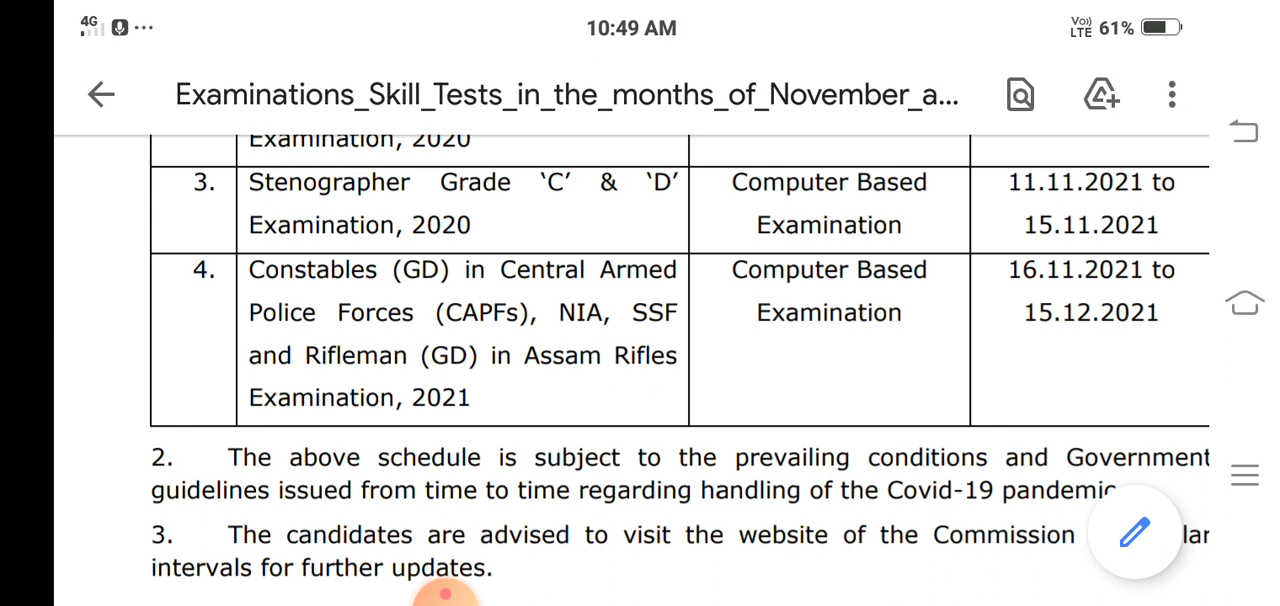 4G
10:49 AM
Vo))
LTE
61%
Examinations_Skill_Tests_in_the_months_of_November_a...
Examination, 2020
3. Stenographer Grade ‘C’ & ‘D’ Computer Based 11.11.2021 to
Examination, 2020 Examination 15.11.2021
4. Constables (GD) in Central Armed Computer Based 16.11.2021 to
Police Forces (CAPFs), NIA, SSF Examination 15.12.2021
and Rifleman (GD) in Assam Rifles
Examination, 2021
2. The above schedule is subject to the prevailing conditions and Government
guidelines issued from time to time regarding handling of the Covid-19 pandemic
3. The candidates are advised to visit the website of the Commission
intervals for further updates.